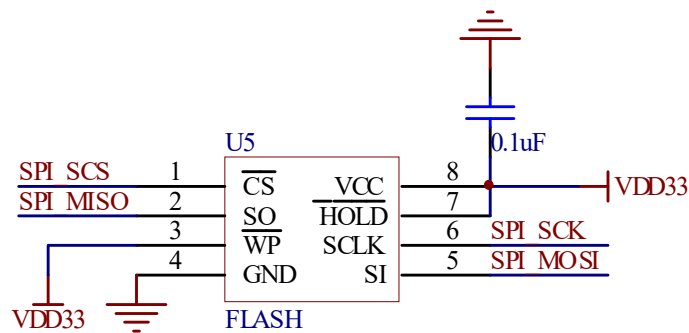 0.1uF
U5
SPI_SCS 1 CS VCC 8 VDD33
SPI_MISO 2 SO HOLD 7
3 WP SCLK 6 SPI_SCK
4 GND SI 5 SPI_MOSI
VDD33 FLASH